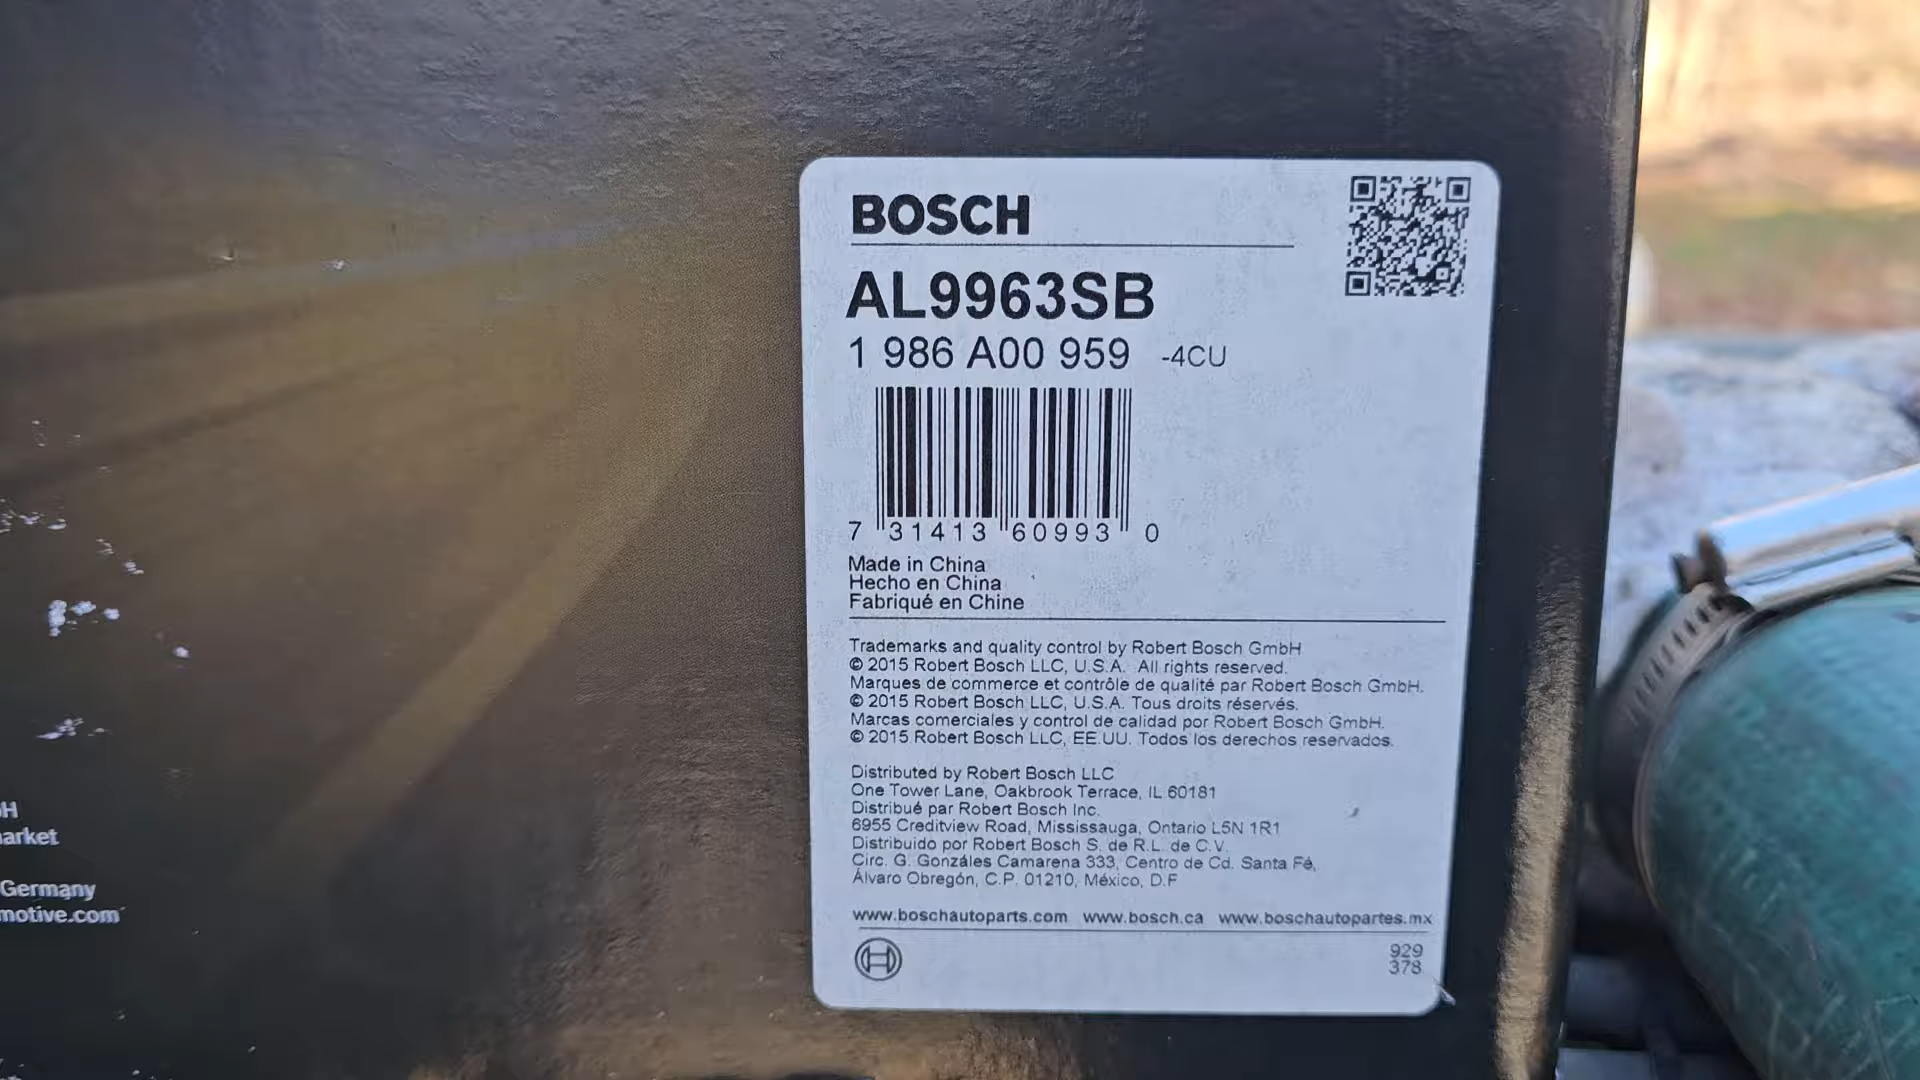 BOSCH
AL9963SB
1 986 A00 959 -4CU
7 31413 60993 0
Made in China
Hecho en China
Fabriqué en Chine
Trademarks and quality control by Robert Bosch GmbH
© 2015 Robert Bosch LLC, U.S.A. All rights reserved.
Marques de commerce et contrôle de qualité par Robert Bosch GmbH.
© 2015 Robert Bosch LLC, U.S.A. Tous droits réservés.
Marcas comerciales y control de calidad por Robert Bosch GmbH.
© 2015 Robert Bosch LLC, EE.UU. Todos los derechos reservados.
Distributed by Robert Bosch LLC
One Tower Lane, Oakbrook Terrace, IL 60181
Distribué par Robert Bosch Inc.
6955 Creditview Road, Mississauga, Ontario L5N 1R1
Distribuido por Robert Bosch S. de R.L. de C.V.
Circ. G. Gonzáles Camarena 333, Centro de Cd. Santa Fé,
Álvaro Obregón, C.P. 01210, México, D.F
www.boschautoparts.com www.bosch.ca www.boschautopartes.mx
929
378
H
arket
Germany
motive.com